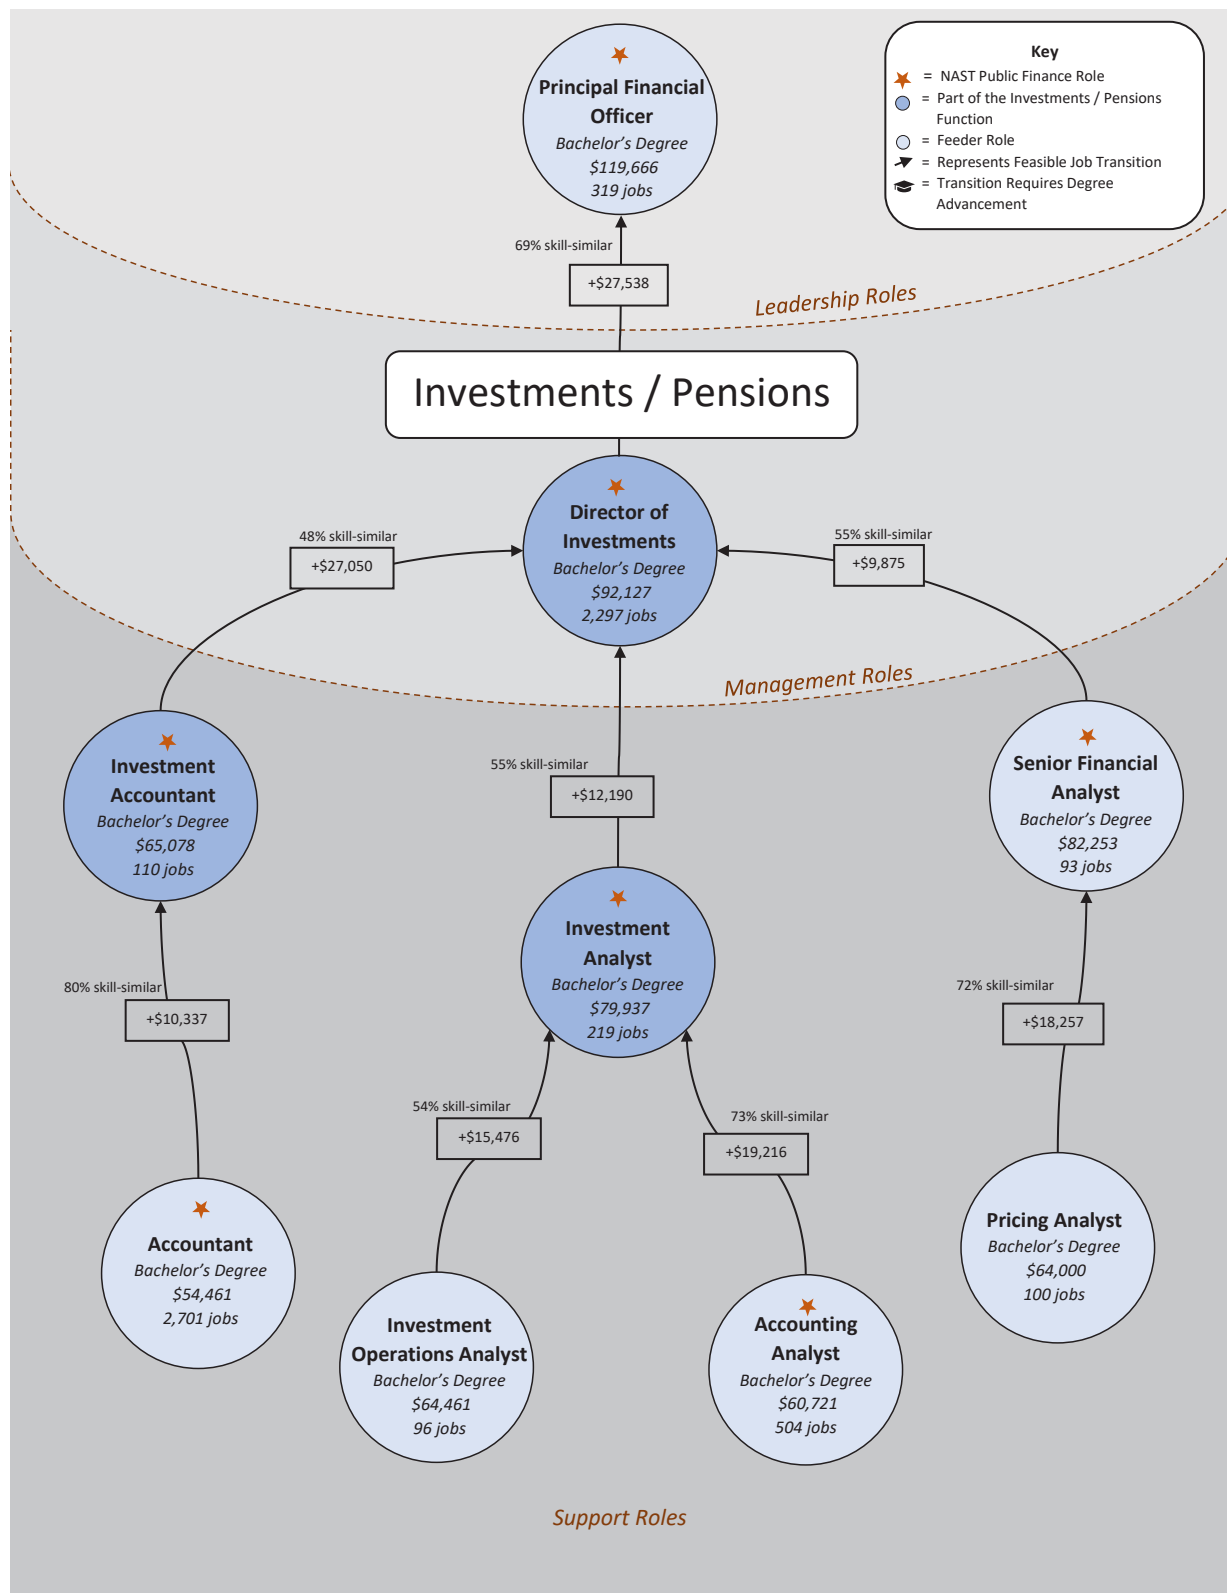 Principal Financial
Officer
Bachelor's Degree
$119,666
319 jobs
Key
= NAST Public Finance Role
= Part of the Investments / Pensions
Function
= Feeder Role
= Represents Feasible Job Transition
= Transition Requires Degree
Advancement
69% skill-similar
+$27,538
Leadership Roles
Investments / Pensions
Director of
Investments
Bachelor's Degree
$92,127
2,297 jobs
48% skill-similar
+$27,050
55% skill-similar
+$9,875
Management Roles
Investment
Accountant
Bachelor's Degree
$65,078
110 jobs
55% skill-similar
+$12,190
Senior Financial
Analyst
Bachelor's Degree
$82,253
93 jobs
Investment
Analyst
Bachelor's Degree
$79,937
219 jobs
80% skill-similar
+$10,337
72% skill-similar
+$18,257
54% skill-similar
+$15,476
73% skill-similar
+$19,216
Accountant
Bachelor's Degree
$54,461
2,701 jobs
Investment
Operations Analyst
Bachelor's Degree
$64,461
96 jobs
Accounting
Analyst
Bachelor's Degree
$60,721
504 jobs
Pricing Analyst
Bachelor's Degree
$64,000
100 jobs
Support Roles